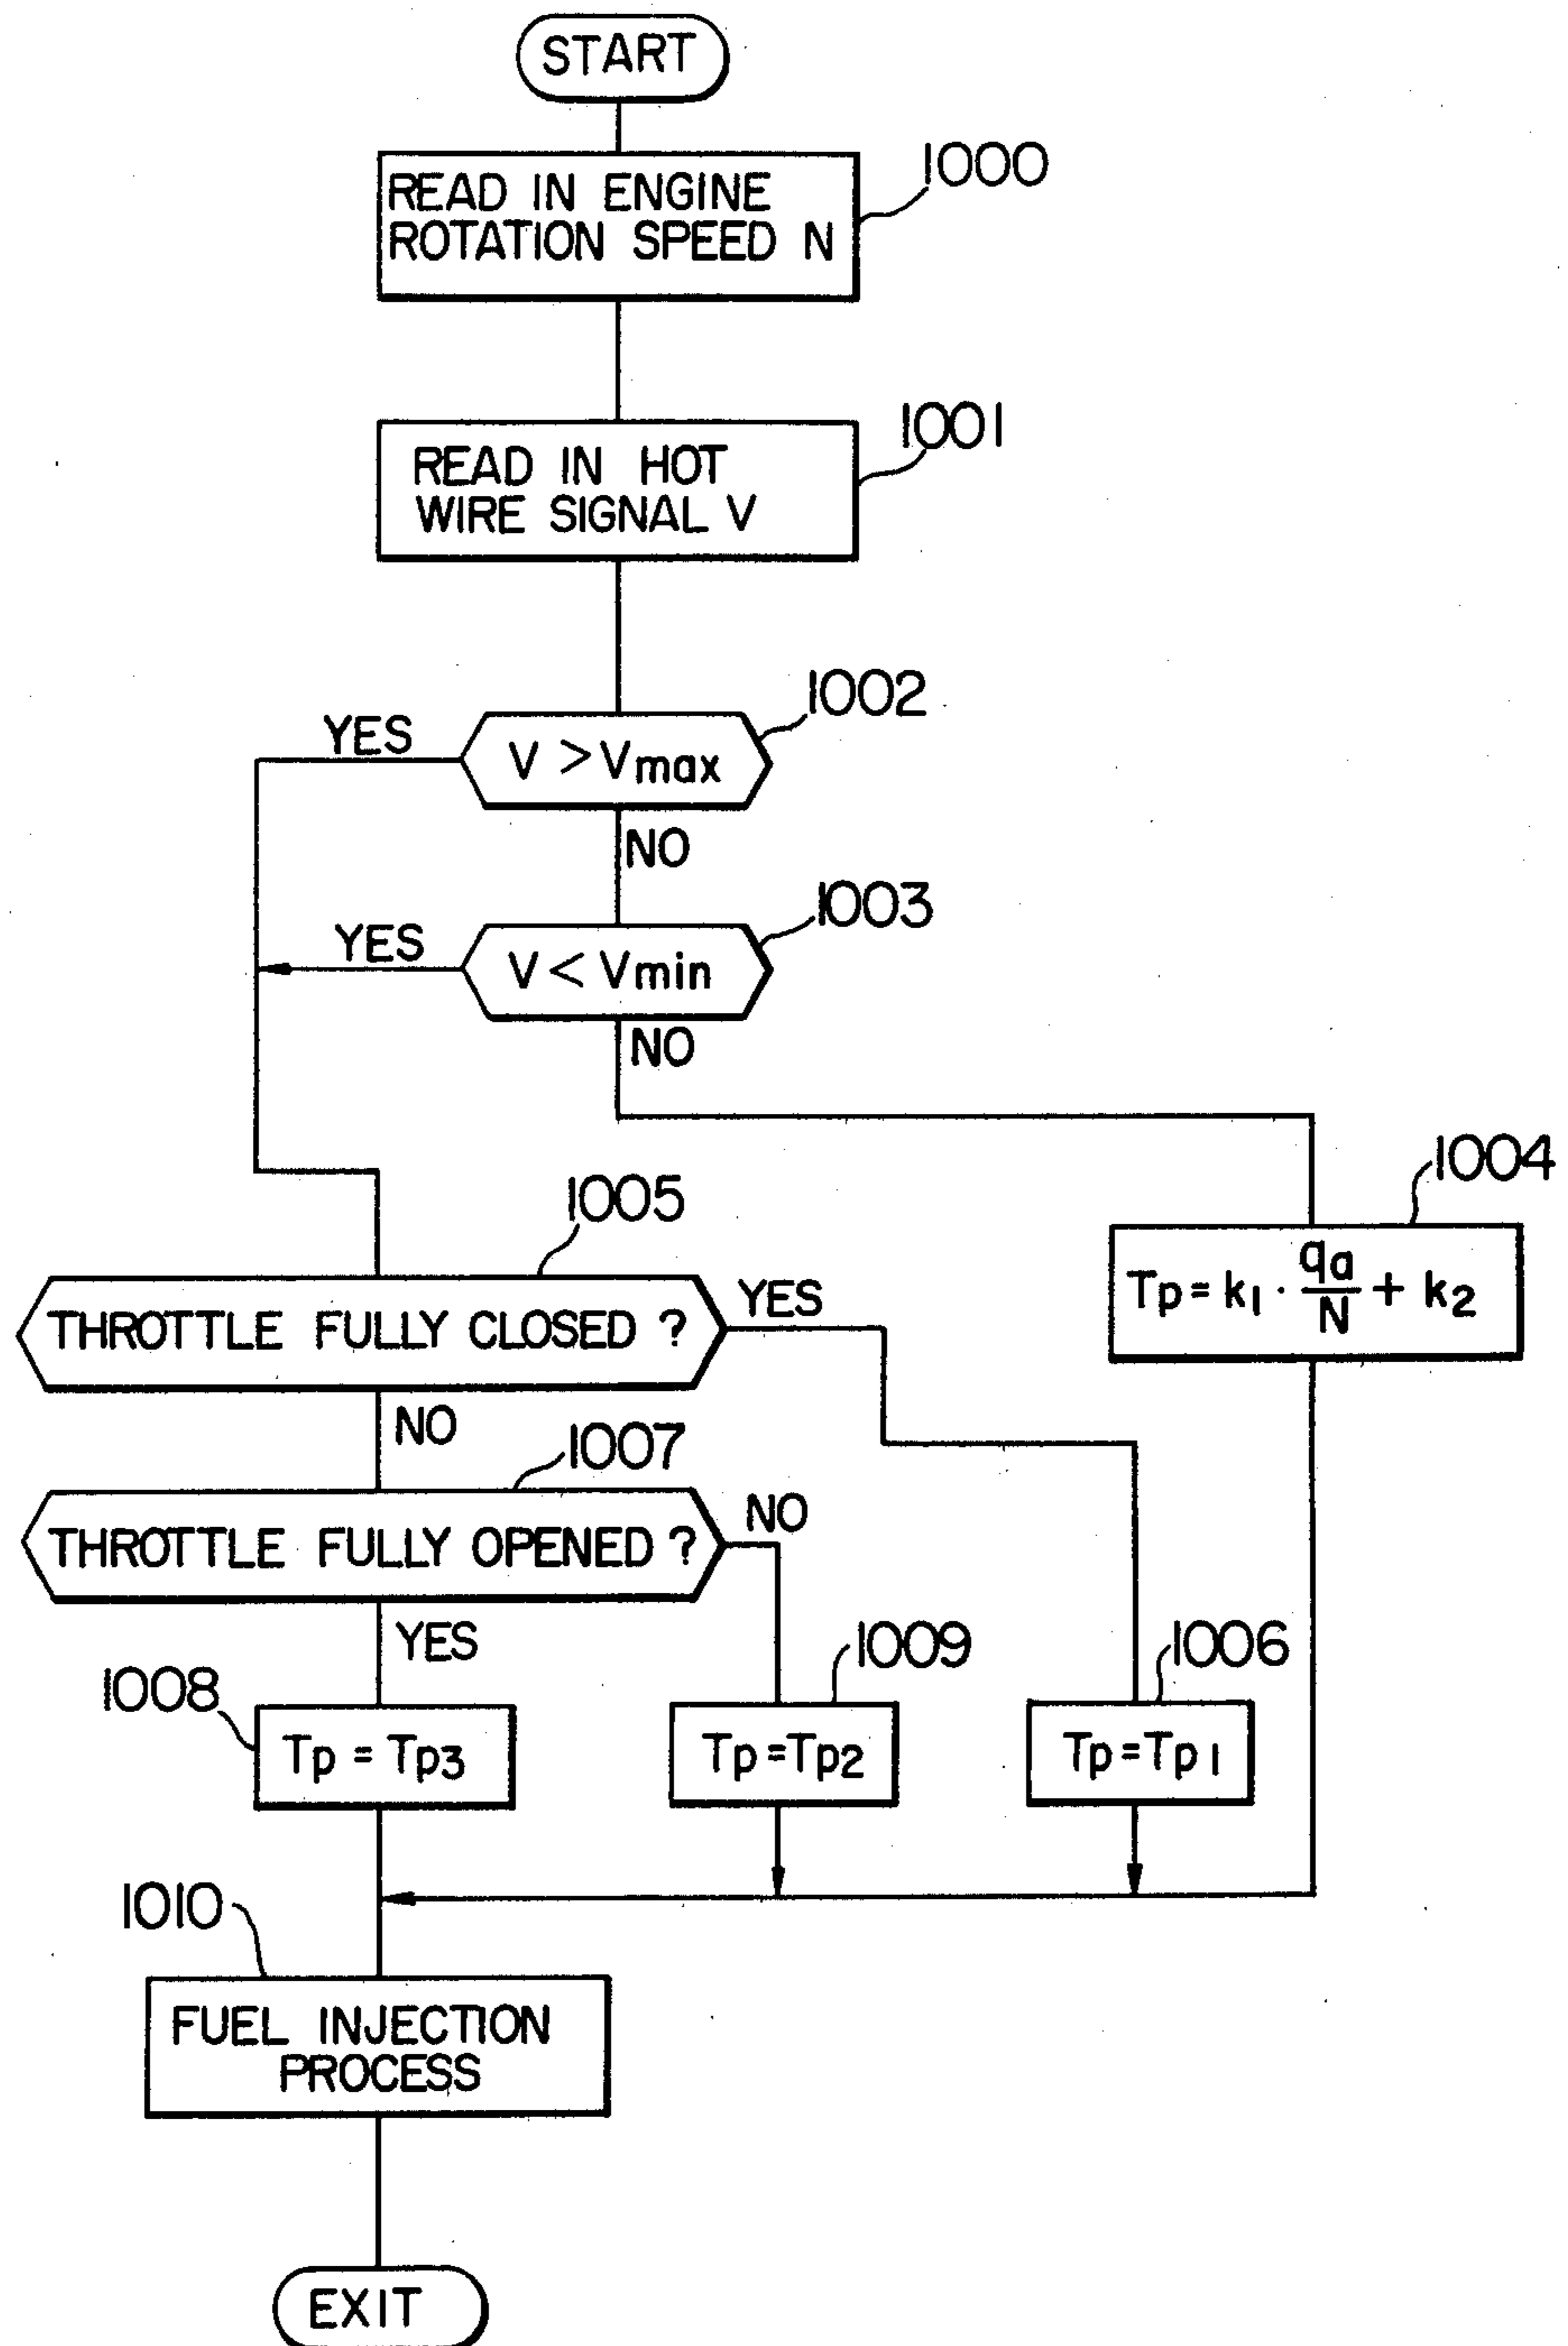 START
1000
READ IN ENGINE
ROTATION SPEED N
1001
READ IN HOT
WIRE SIGNAL V
1002
YES
V > Vmax
NO
1003
YES
V < Vmin
NO
1004
Tp = k1 · qa/N + k2
1005
THROTTLE FULLY CLOSED ?
YES
NO
1007
THROTTLE FULLY OPENED ?
NO
YES
1008
Tp = Tp3
1009
Tp = Tp2
1006
Tp = Tp1
1010
FUEL INJECTION
PROCESS
EXIT